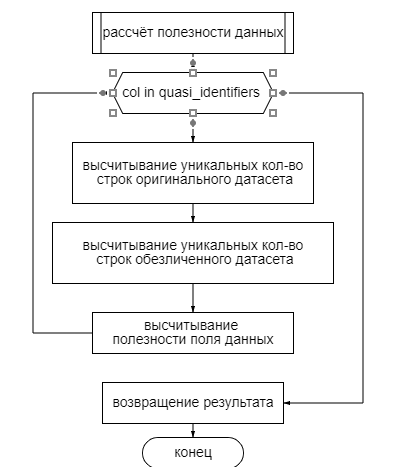 рассчёт полезности данных
col in quasi_identifiers
высчитывание уникальных кол-во
строк оригинального датасета
высчитывание уникальных кол-во
строк обезличенного датасета
высчитывание
полезности поля данных
возвращение результата
конец